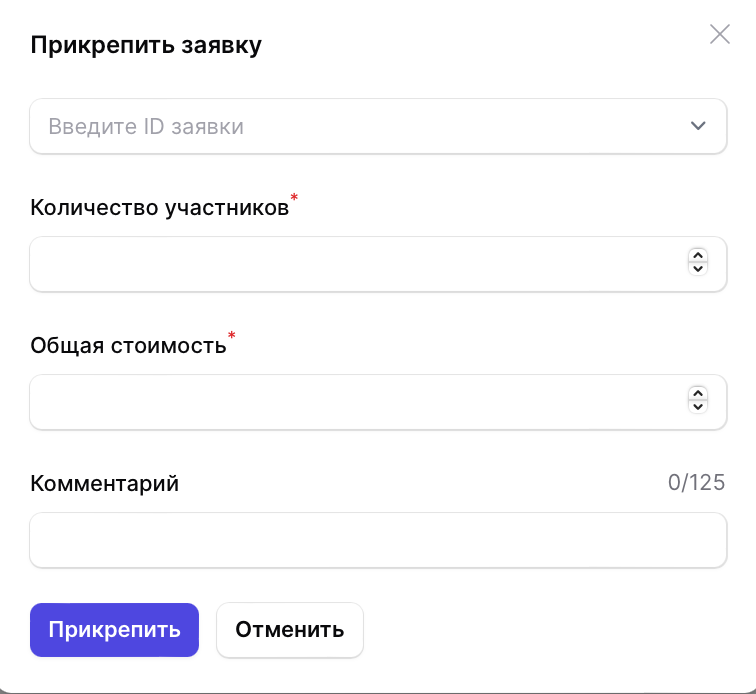 Прикрепить заявку
Введите ID заявки
Количество участников*
Общая стоимость*
Комментарий 0/125
Прикрепить Отменить